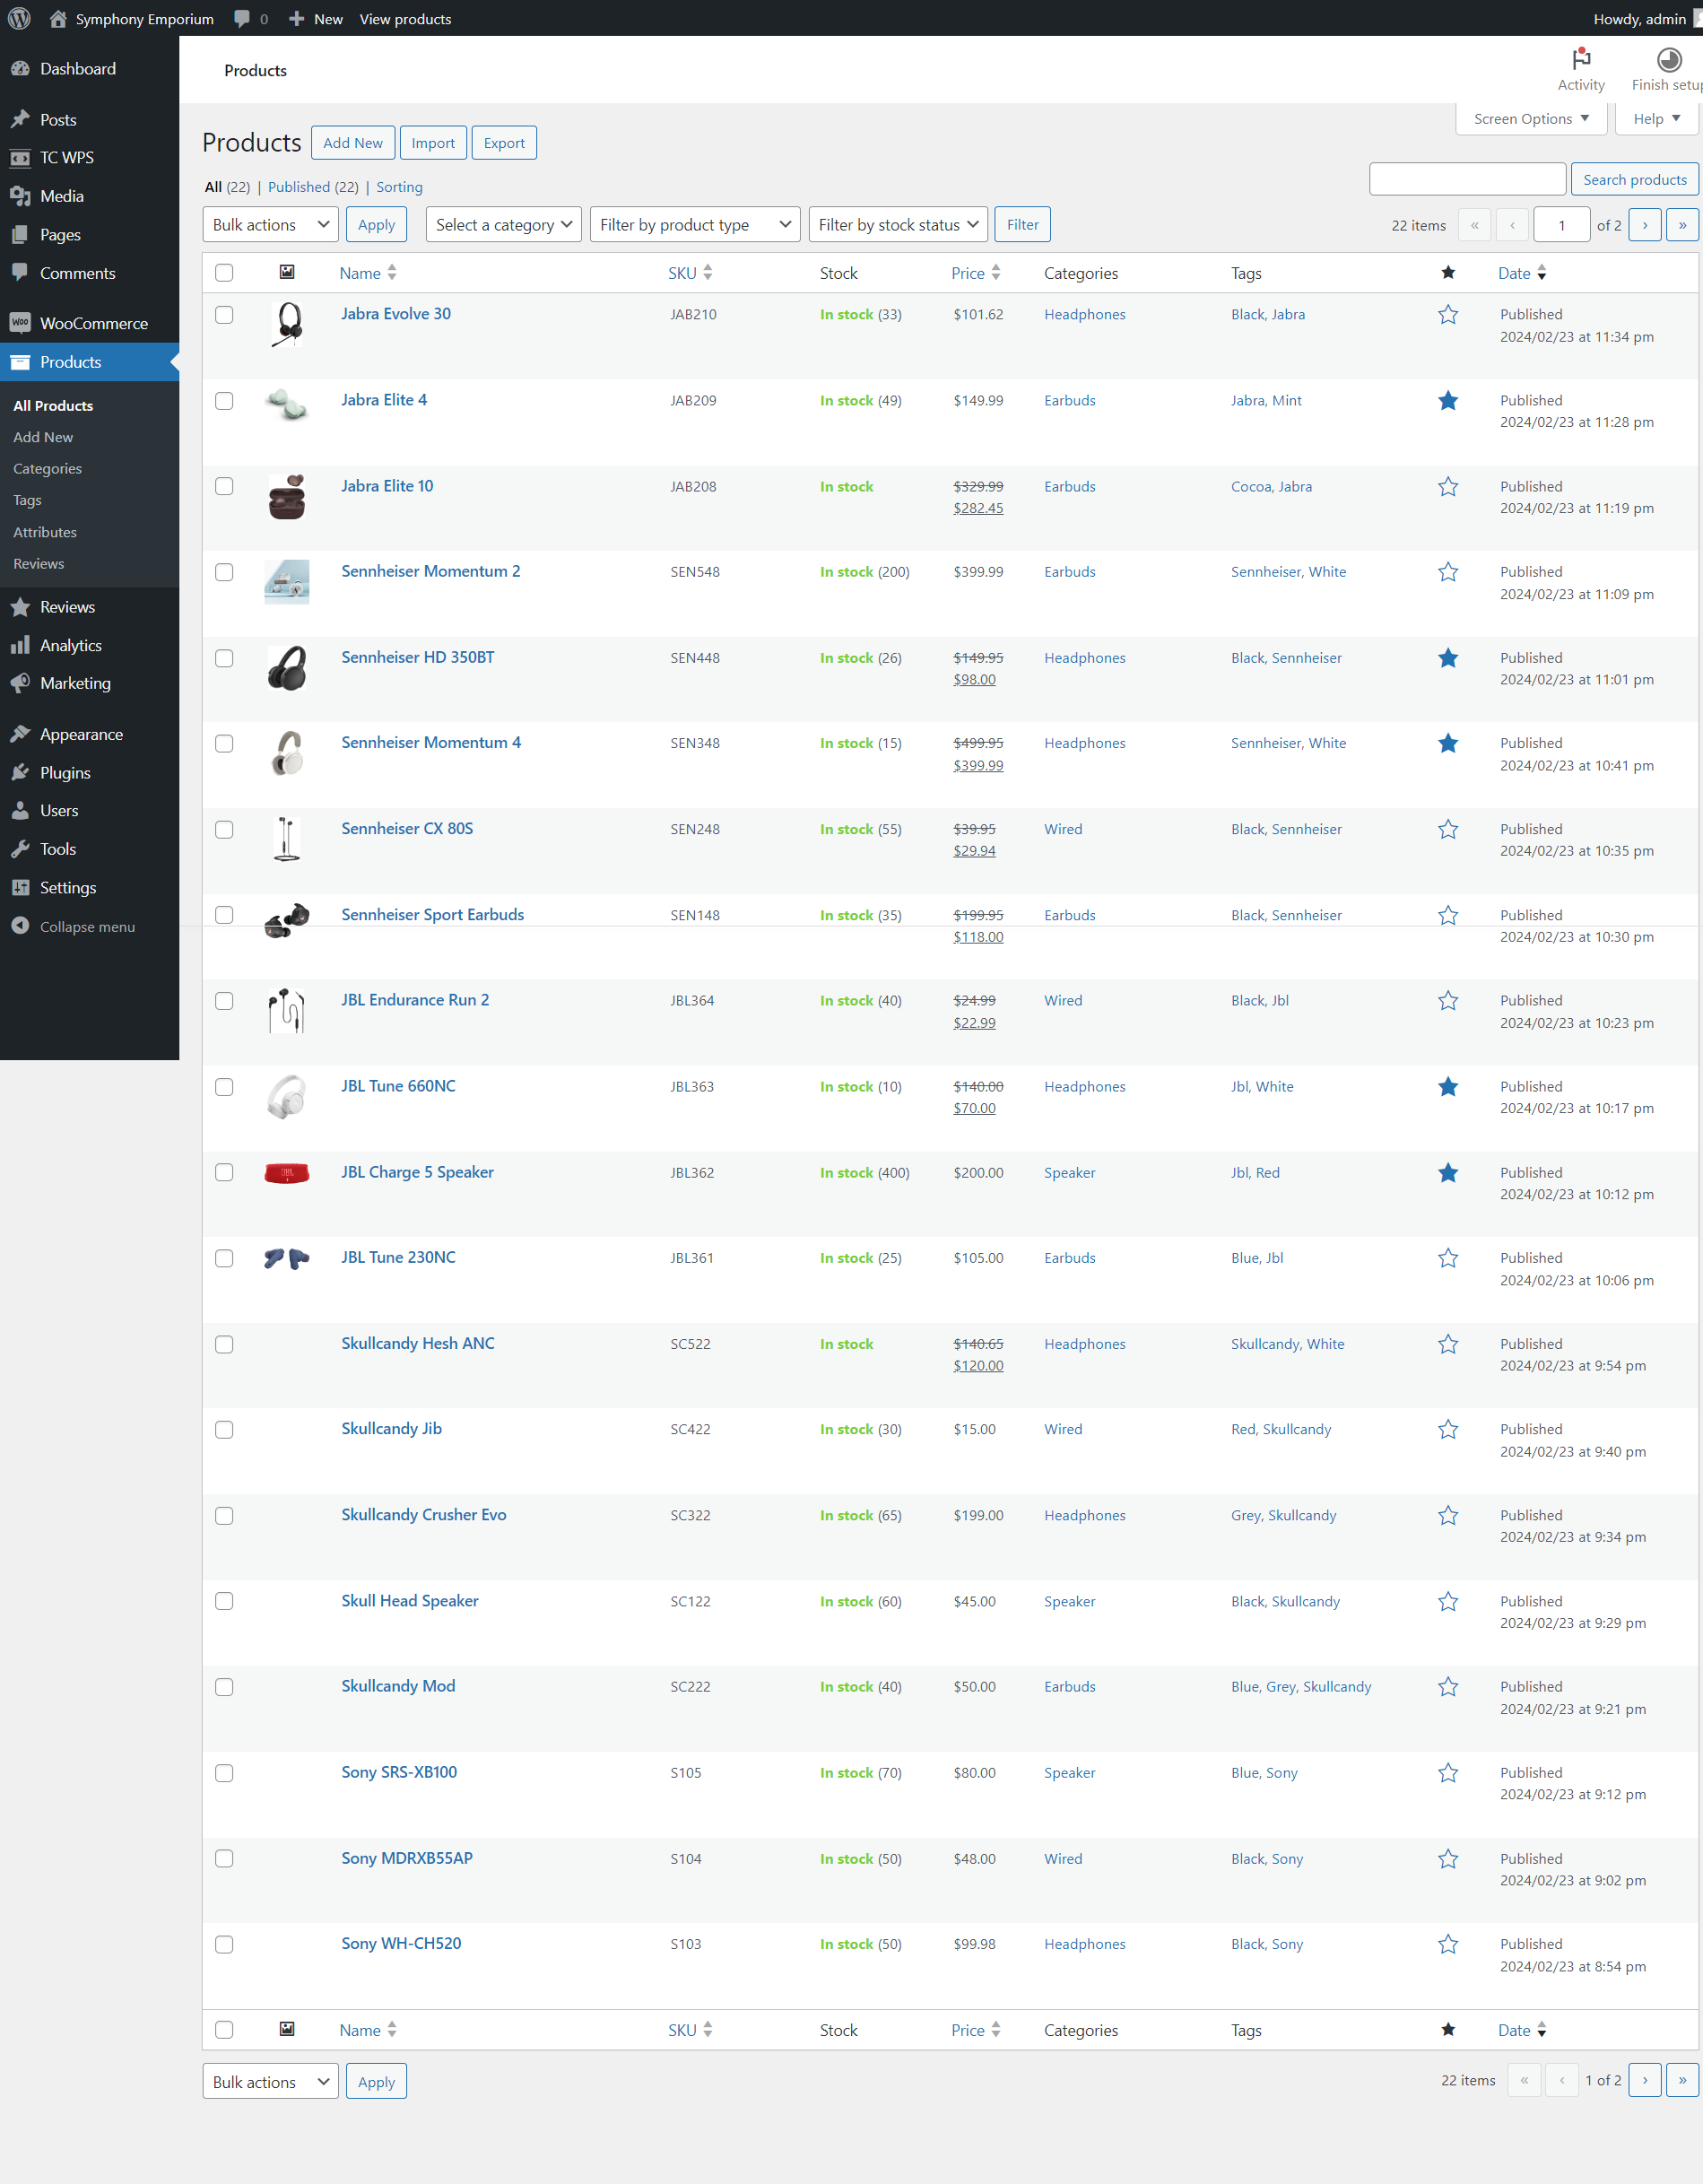 Symphony Emporium 0 New View products Howdy, admin
Dashboard
Posts
TC WPS
Media
Pages
Comments
WooCommerce
Products
All Products
Add New
Categories
Tags
Attributes
Reviews
Reviews
Analytics
Marketing
Appearance
Plugins
Users
Tools
Settings
Collapse menu
Products
Activity
Finish setup
Screen Options ▼ Help ▼
Products Add New Import Export
All (22) | Published (22) | Sorting
Search products
Bulk actions Apply Select a category Filter by product type Filter by stock status Filter 22 items « ‹ 1 of 2 › »
Name SKU Stock Price Categories Tags Date
Jabra Evolve 30 JAB210 In stock (33) $101.62 Headphones Black, Jabra Published
2024/02/23 at 11:34 pm
Jabra Elite 4 JAB209 In stock (49) $149.99 Earbuds Jabra, Mint Published
2024/02/23 at 11:28 pm
Jabra Elite 10 JAB208 In stock $329.99 Earbuds Cocoa, Jabra Published
$282.45 2024/02/23 at 11:19 pm
Sennheiser Momentum 2 SEN548 In stock (200) $399.99 Earbuds Sennheiser, White Published
2024/02/23 at 11:09 pm
Sennheiser HD 350BT SEN448 In stock (26) $149.95 Headphones Black, Sennheiser Published
$98.00 2024/02/23 at 11:01 pm
Sennheiser Momentum 4 SEN348 In stock (15) $499.95 Headphones Sennheiser, White Published
$399.99 2024/02/23 at 10:41 pm
Sennheiser CX 80S SEN248 In stock (55) $39.95 Wired Black, Sennheiser Published
$29.94 2024/02/23 at 10:35 pm
Sennheiser Sport Earbuds SEN148 In stock (35) $199.95 Earbuds Black, Sennheiser Published
$118.00 2024/02/23 at 10:30 pm
JBL Endurance Run 2 JBL364 In stock (40) $24.99 Wired Black, Jbl Published
$22.99 2024/02/23 at 10:23 pm
JBL Tune 660NC JBL363 In stock (10) $140.00 Headphones Jbl, White Published
$70.00 2024/02/23 at 10:17 pm
JBL Charge 5 Speaker JBL362 In stock (400) $200.00 Speaker Jbl, Red Published
2024/02/23 at 10:12 pm
JBL Tune 230NC JBL361 In stock (25) $105.00 Earbuds Blue, Jbl Published
2024/02/23 at 10:06 pm
Skullcandy Hesh ANC SC522 In stock $140.65 Headphones Skullcandy, White Published
$120.00 2024/02/23 at 9:54 pm
Skullcandy Jib SC422 In stock (30) $15.00 Wired Red, Skullcandy Published
2024/02/23 at 9:40 pm
Skullcandy Crusher Evo SC322 In stock (65) $199.00 Headphones Grey, Skullcandy Published
2024/02/23 at 9:34 pm
Skull Head Speaker SC122 In stock (60) $45.00 Speaker Black, Skullcandy Published
2024/02/23 at 9:29 pm
Skullcandy Mod SC222 In stock (40) $50.00 Earbuds Blue, Grey, Skullcandy Published
2024/02/23 at 9:21 pm
Sony SRS-XB100 S105 In stock (70) $80.00 Speaker Blue, Sony Published
2024/02/23 at 9:12 pm
Sony MDRXB55AP S104 In stock (50) $48.00 Wired Black, Sony Published
2024/02/23 at 9:02 pm
Sony WH-CH520 S103 In stock (50) $99.98 Headphones Black, Sony Published
2024/02/23 at 8:54 pm
Name SKU Stock Price Categories Tags Date
Bulk actions Apply 22 items « ‹ 1 of 2 › »